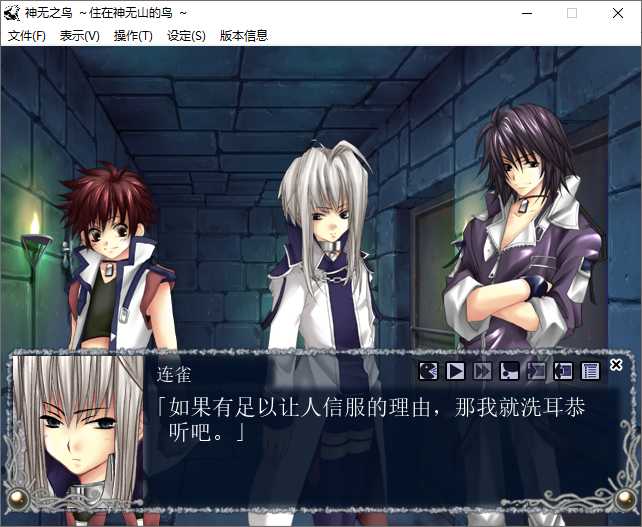 神无之鸟 ～住在神无山的鸟 ～
文件(F) 表示(V) 操作(T) 设定(S) 版本信息
连雀
「如果有足以让人信服的理由，那我就洗耳恭
听吧。」